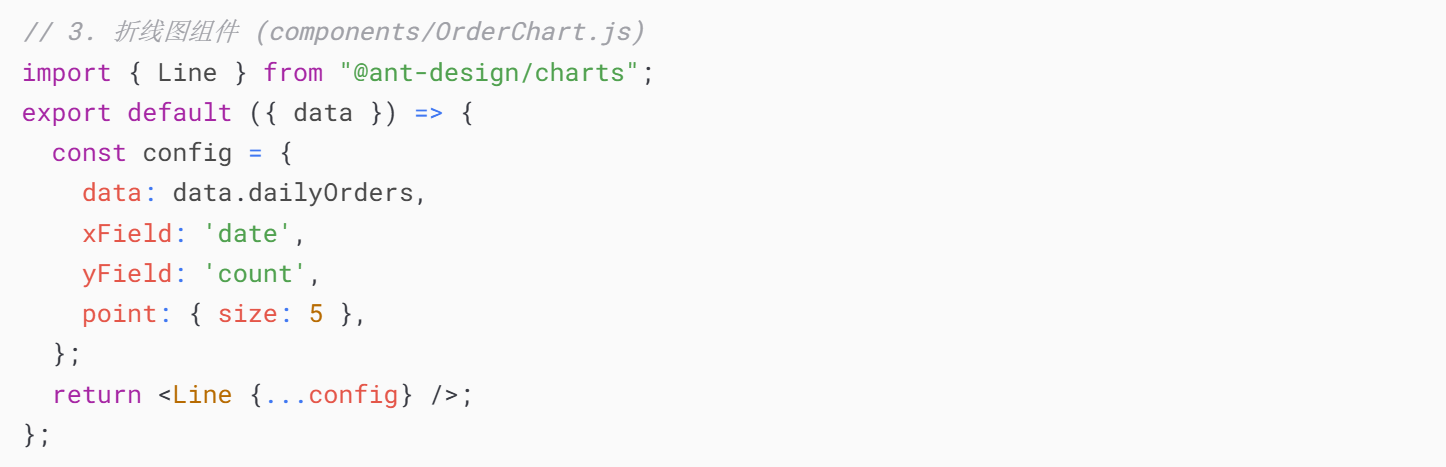 // 3. 折线图组件 (components/OrderChart.js)
import { Line } from "@ant-design/charts";
export default ({ data }) => {
  const config = {
    data: data.dailyOrders,
    xField: 'date',
    yField: 'count',
    point: { size: 5 },
  };
  return <Line {...config} />;
};